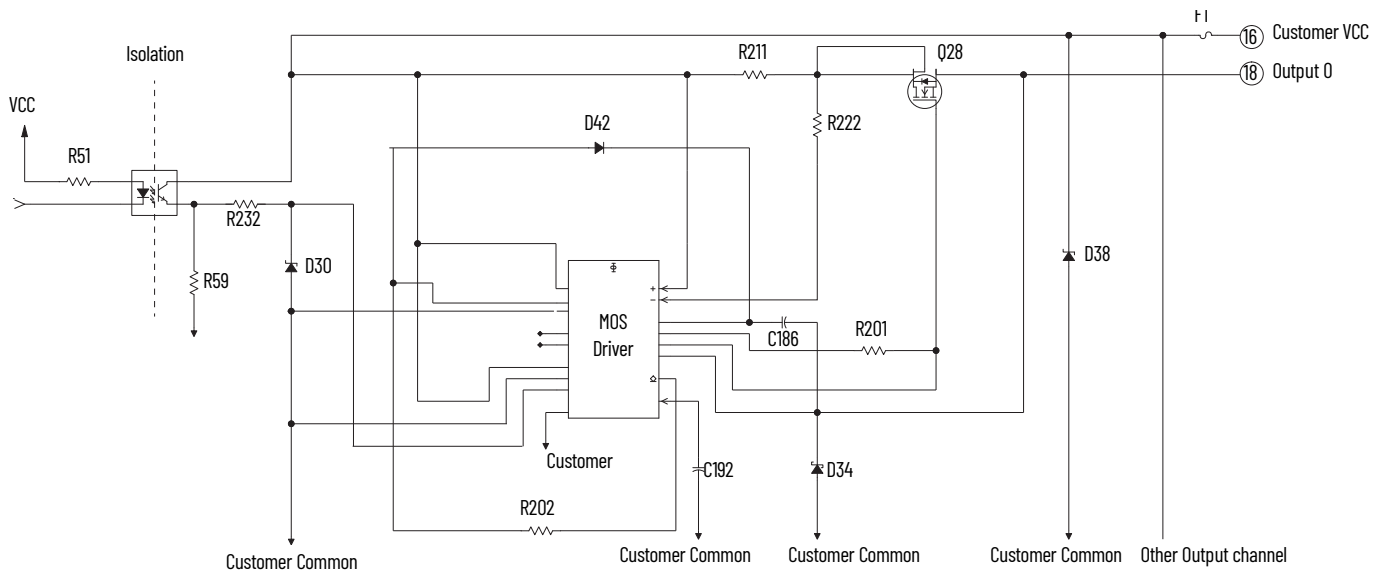 16 Customer VCC
Isolation
R211
Q28
18 Output 0
VCC
D42
R222
R51
R232
R59
D30
D38
+
−
MOS
Driver
C186
R201
Customer
C192
D34
R202
Customer Common
Customer Common
Customer Common
Customer Common
Other Output channel